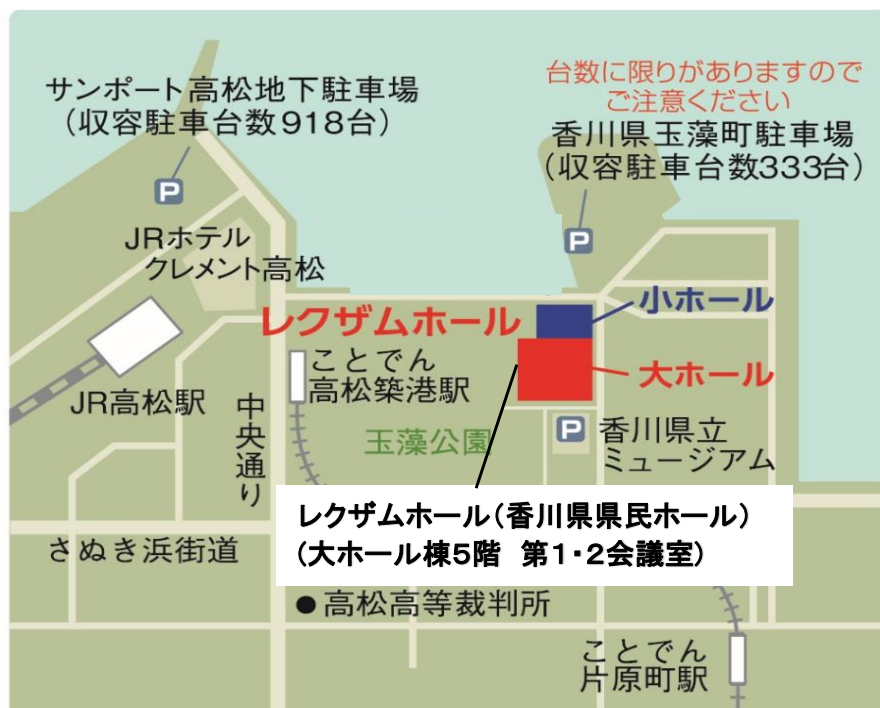 サンポート高松地下駐車場
（収容駐車台数918台）
台数に限りがありますので
ご注意ください
香川県玉藻町駐車場
（収容駐車台数333台）
P
P
JRホテル
クレメント高松
レクザムホール
小ホール
大ホール
ことでん
高松築港駅
JR高松駅
中央通り
玉藻公園
P
香川県立
ミュージアム
レクザムホール（香川県県民ホール）
（大ホール棟5階　第1・2会議室）
さぬき浜街道
●高松高等裁判所
ことでん
片原町駅